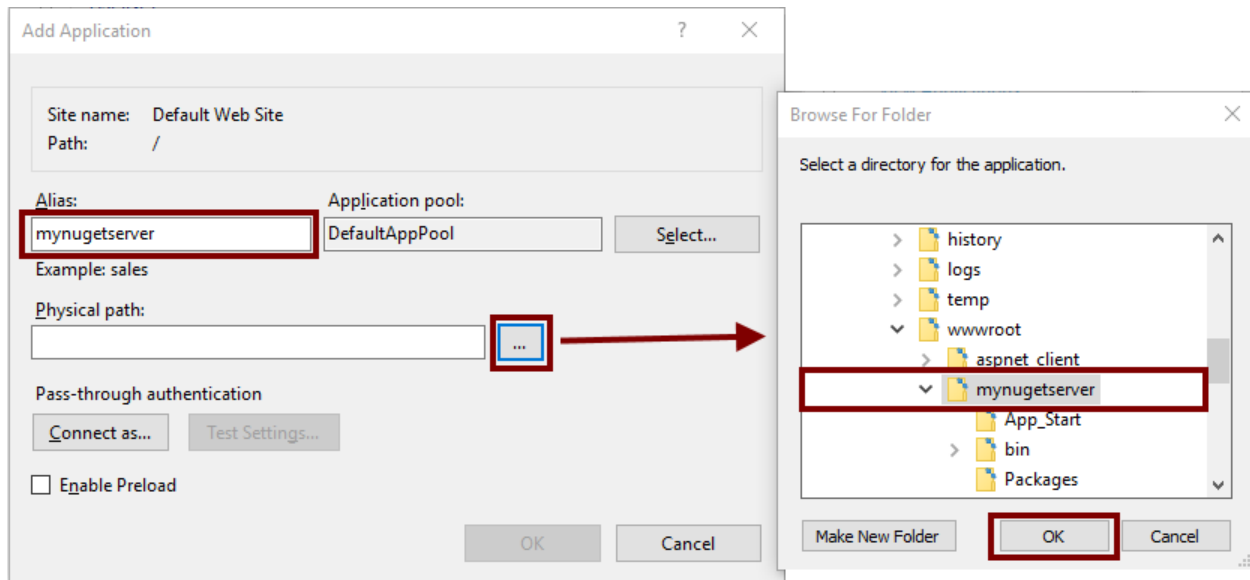 Add Application
?
Site name: Default Web Site
Path: /
Alias:
Application pool:
mynugetserver
DefaultAppPool
Select...
Example: sales
Physical path:
...
Pass-through authentication
Connect as...
Test Settings...
Enable Preload
OK
Cancel
Browse For Folder
Select a directory for the application.
history
logs
temp
wwwroot
aspnet_client
mynugetserver
App_Start
bin
Packages
Make New Folder
OK
Cancel